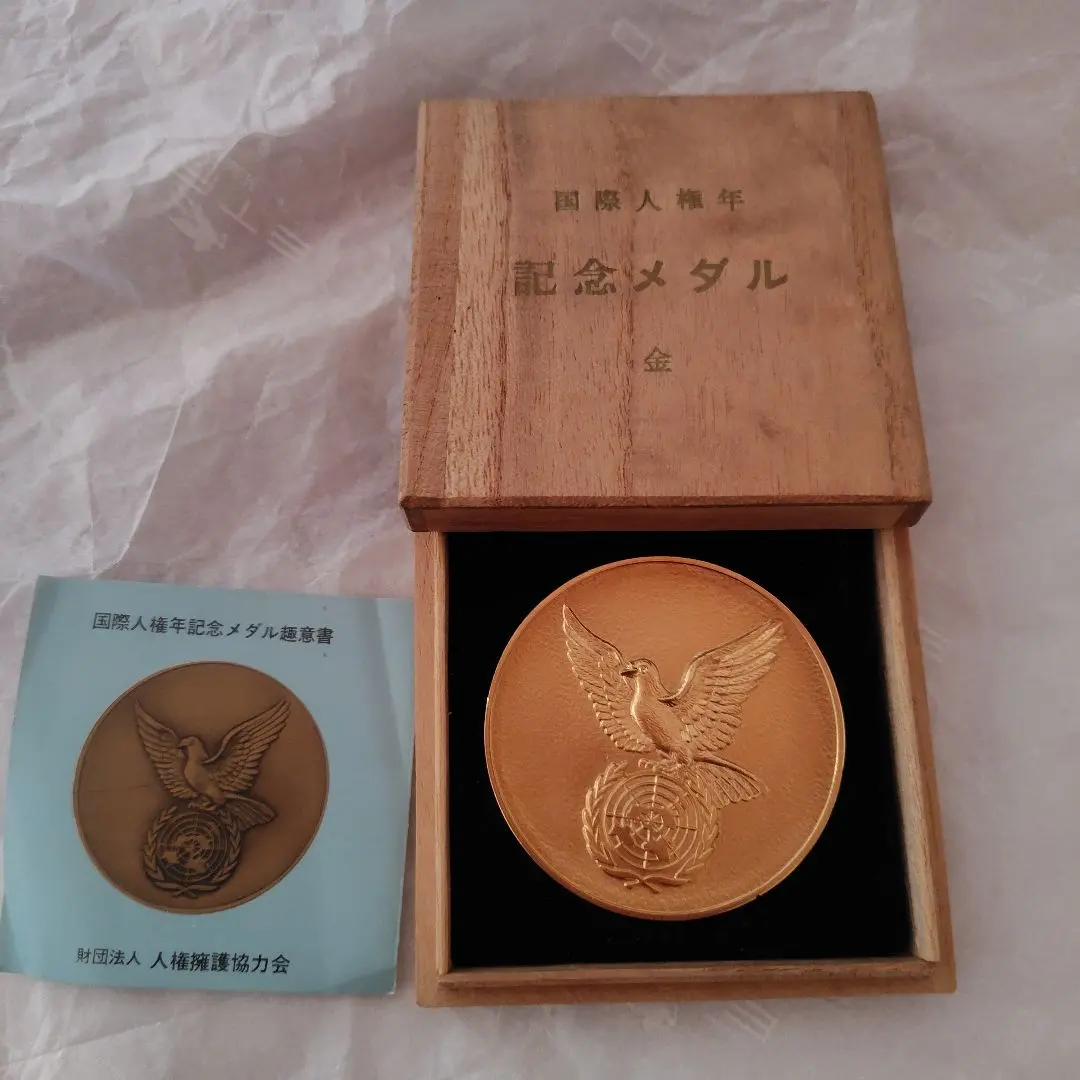 国際人権年
記念メダル
金
国際人権年記念メダル趣意書
財団法人 人権擁護協力会